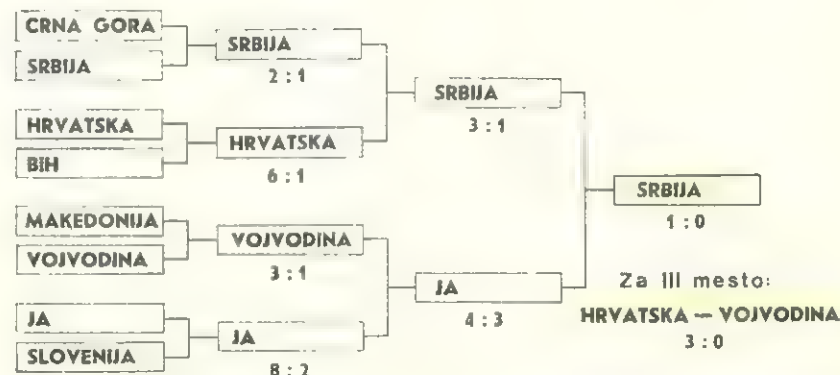 CRNA GORA
SRBIJA
SRBIJA
2 : 1
HRVATSKA
BIH
HRVATSKA
6 : 1
SRBIJA
3 : 1
MAKEDONIJA
VOJVODINA
VOJVODINA
3 : 1
JA
SLOVENIJA
JA
8 : 2
JA
4 : 3
SRBIJA
1 : 0
Za III mesto:
HRVATSKA — VOJVODINA
3 : 0